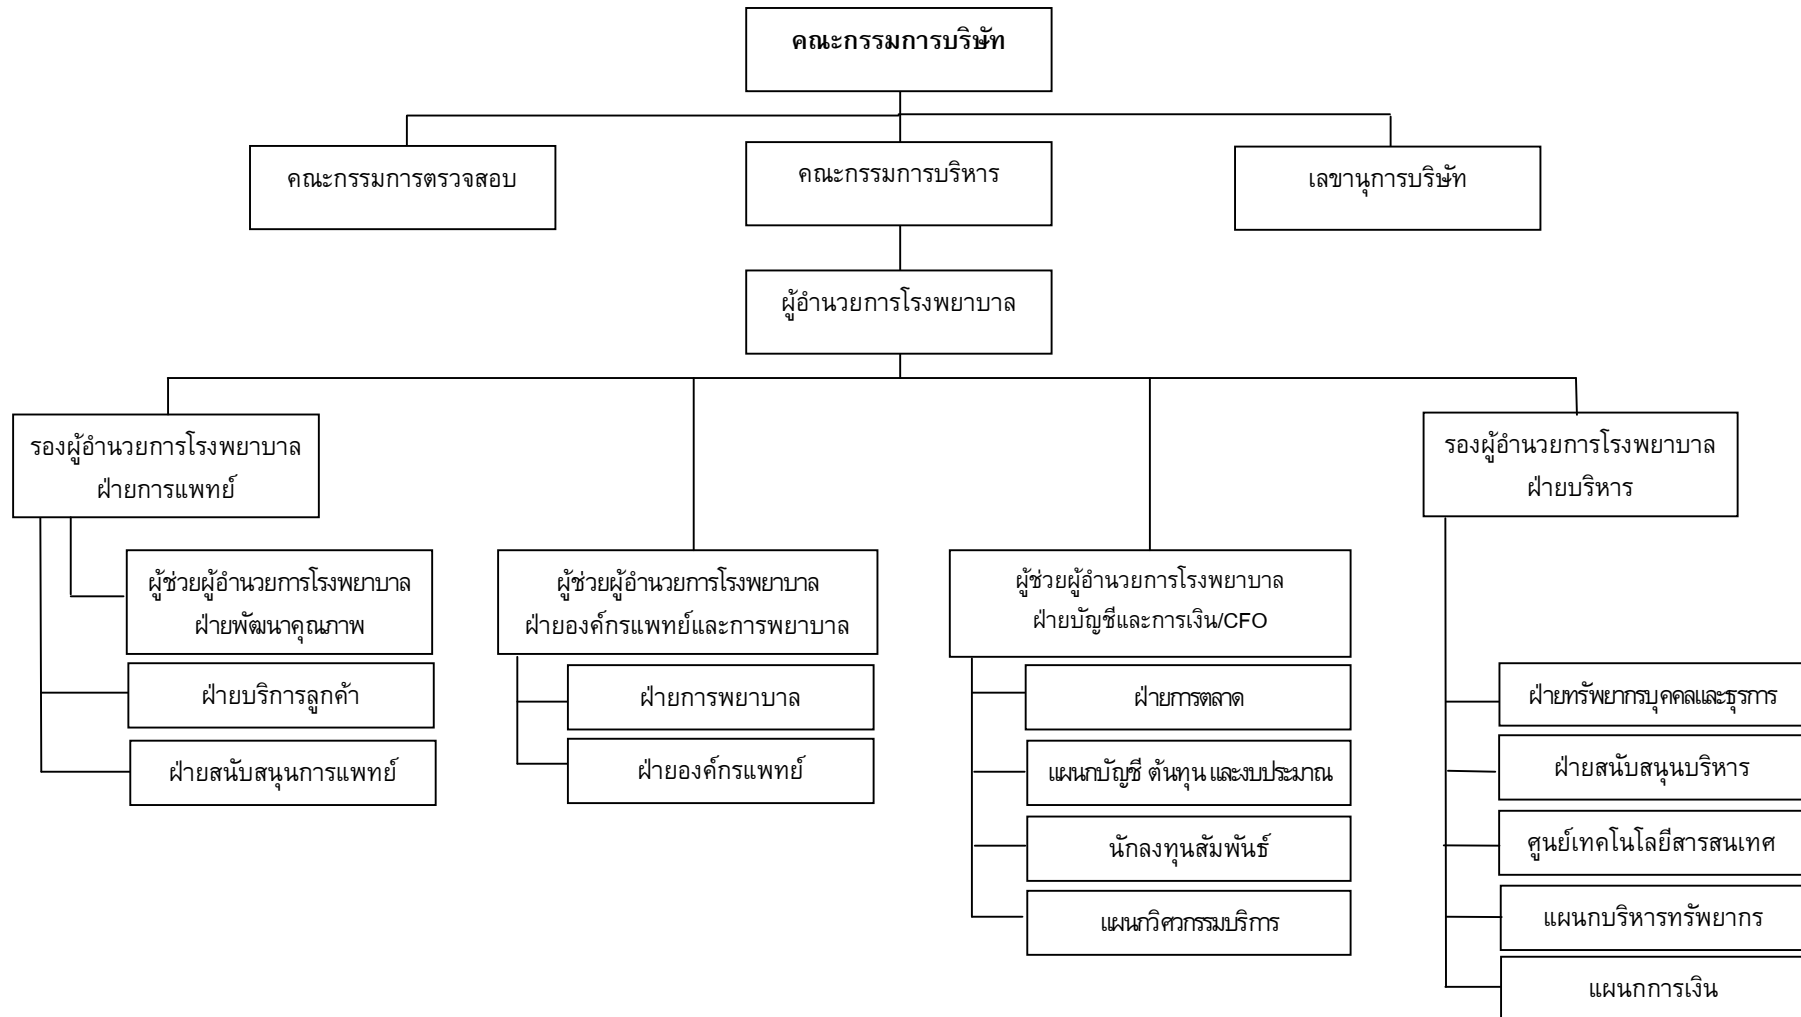 คณะกรรมการบริษัท
คณะกรรมการตรวจสอบ
คณะกรรมการบริหาร
เลขานุการบริษัท
ผู้อำนวยการโรงพยาบาล
รองผู้อำนวยการโรงพยาบาล
ฝ่ายการแพทย์
รองผู้อำนวยการโรงพยาบาล
ฝ่ายบริหาร
ผู้ช่วยผู้อำนวยการโรงพยาบาล
ฝ่ายพัฒนาคุณภาพ
ฝ่ายบริการลูกค้า
ฝ่ายสนับสนุนการแพทย์
ผู้ช่วยผู้อำนวยการโรงพยาบาล
ฝ่ายองค์กรแพทย์และการพยาบาล
ฝ่ายการพยาบาล
ฝ่ายองค์กรแพทย์
ผู้ช่วยผู้อำนวยการโรงพยาบาล
ฝ่ายบัญชีและการเงิน/CFO
ฝ่ายการตลาด
แผนกบัญชี ต้นทุน และงบประมาณ
นักลงทุนสัมพันธ์
แผนกวิศวกรรมบริการ
ฝ่ายทรัพยากรบุคคลและธุรการ
ฝ่ายสนับสนุนบริหาร
ศูนย์เทคโนโลยีสารสนเทศ
แผนกบริหารทรัพยากร
แผนกการเงิน